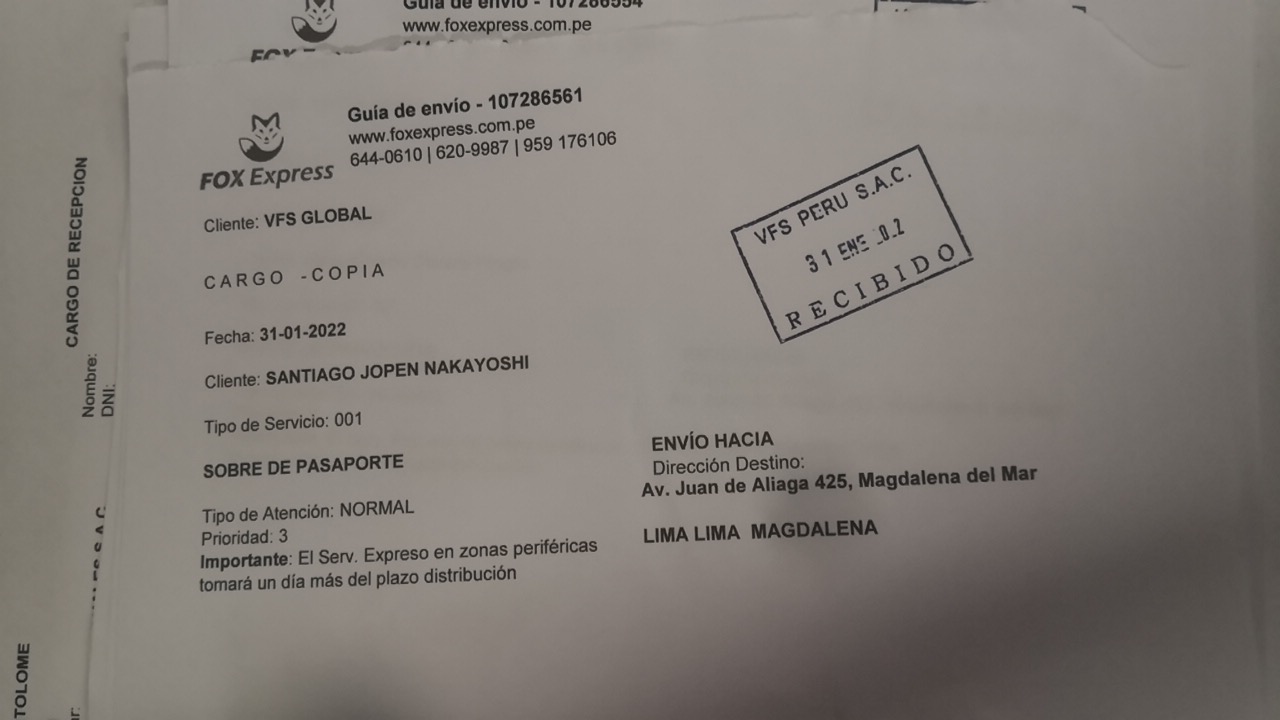 Guía de envío - 107286554
www.foxexpress.com.pe
FOX Express
Guía de envío - 107286561
www.foxexpress.com.pe
644-0610 | 620-9987 | 959 176106
Cliente: VFS GLOBAL
CARGO -COPIA
Fecha: 31-01-2022
Cliente: SANTIAGO JOPEN NAKAYOSHI
Tipo de Servicio: 001
SOBRE DE PASAPORTE
Tipo de Atención: NORMAL
Prioridad: 3
Importante: El Serv. Expreso en zonas periféricas
tomará un día más del plazo distribución
VFS PERU S.A.C.
31 ENE
RECIBIDO
ENVÍO HACIA
Dirección Destino:
Av. Juan de Aliaga 425, Magdalena del Mar
LIMA LIMA MAGDALENA
CARGO DE RECEPCION
Nombre:
DNI:
TOLOME